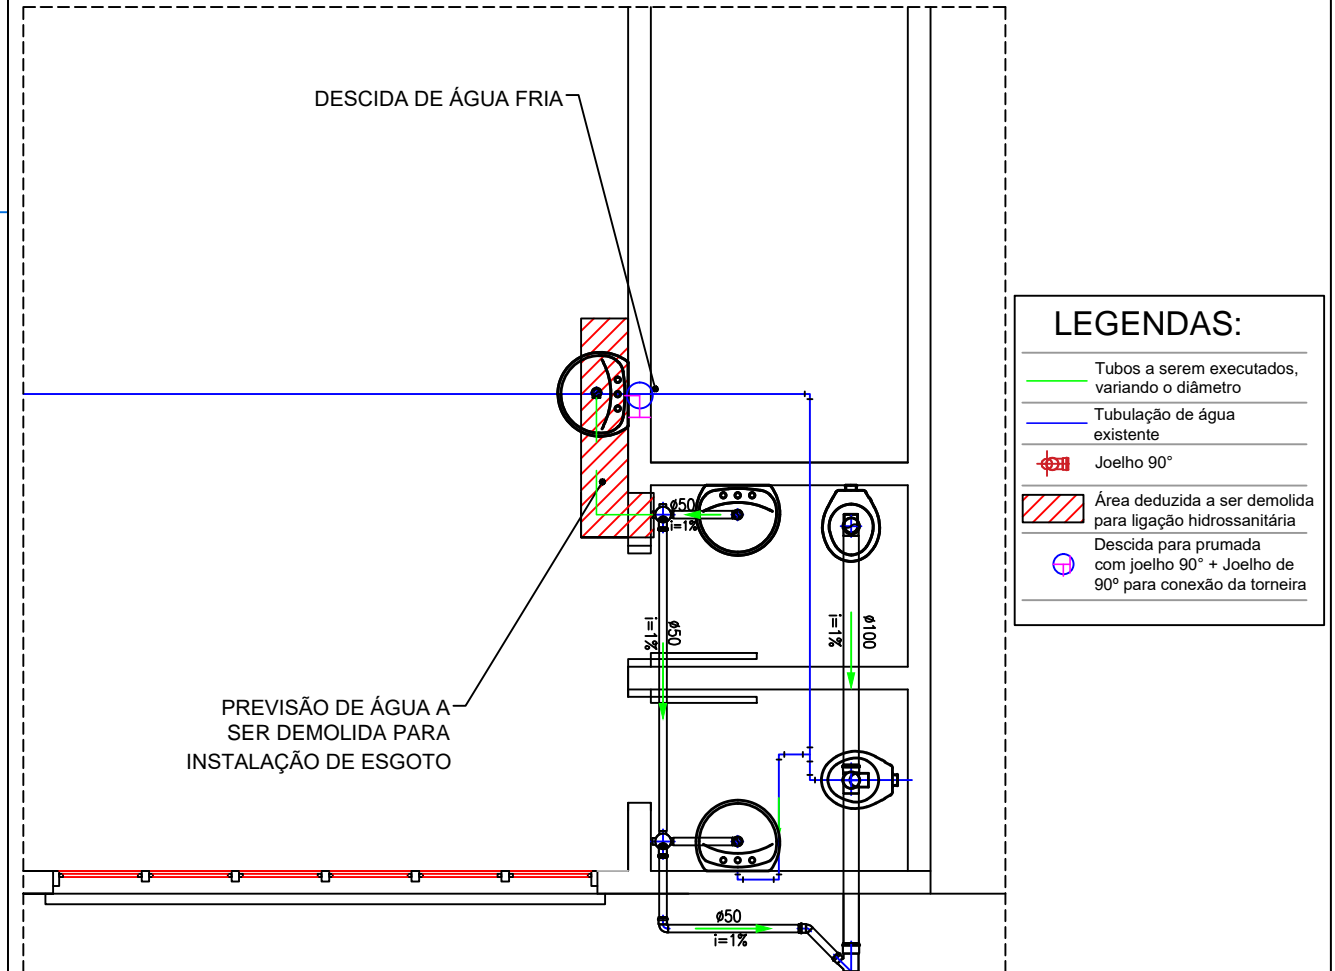 DESCIDA DE ÁGUA FRIA
LEGENDAS:
Tubos a serem executados,
variando o diâmetro
Tubulação de água
existente
Joelho 90°
Área deduzida a ser demolida
para ligação hidrossanitária
Descida para prumada
com joelho 90° + Joelho de
90º para conexão da torneira
ø50
i=1%
ø50
i=1%
ø100
i=1%
PREVISÃO DE ÁGUA A
SER DEMOLIDA PARA
INSTALAÇÃO DE ESGOTO
ø50
i=1%